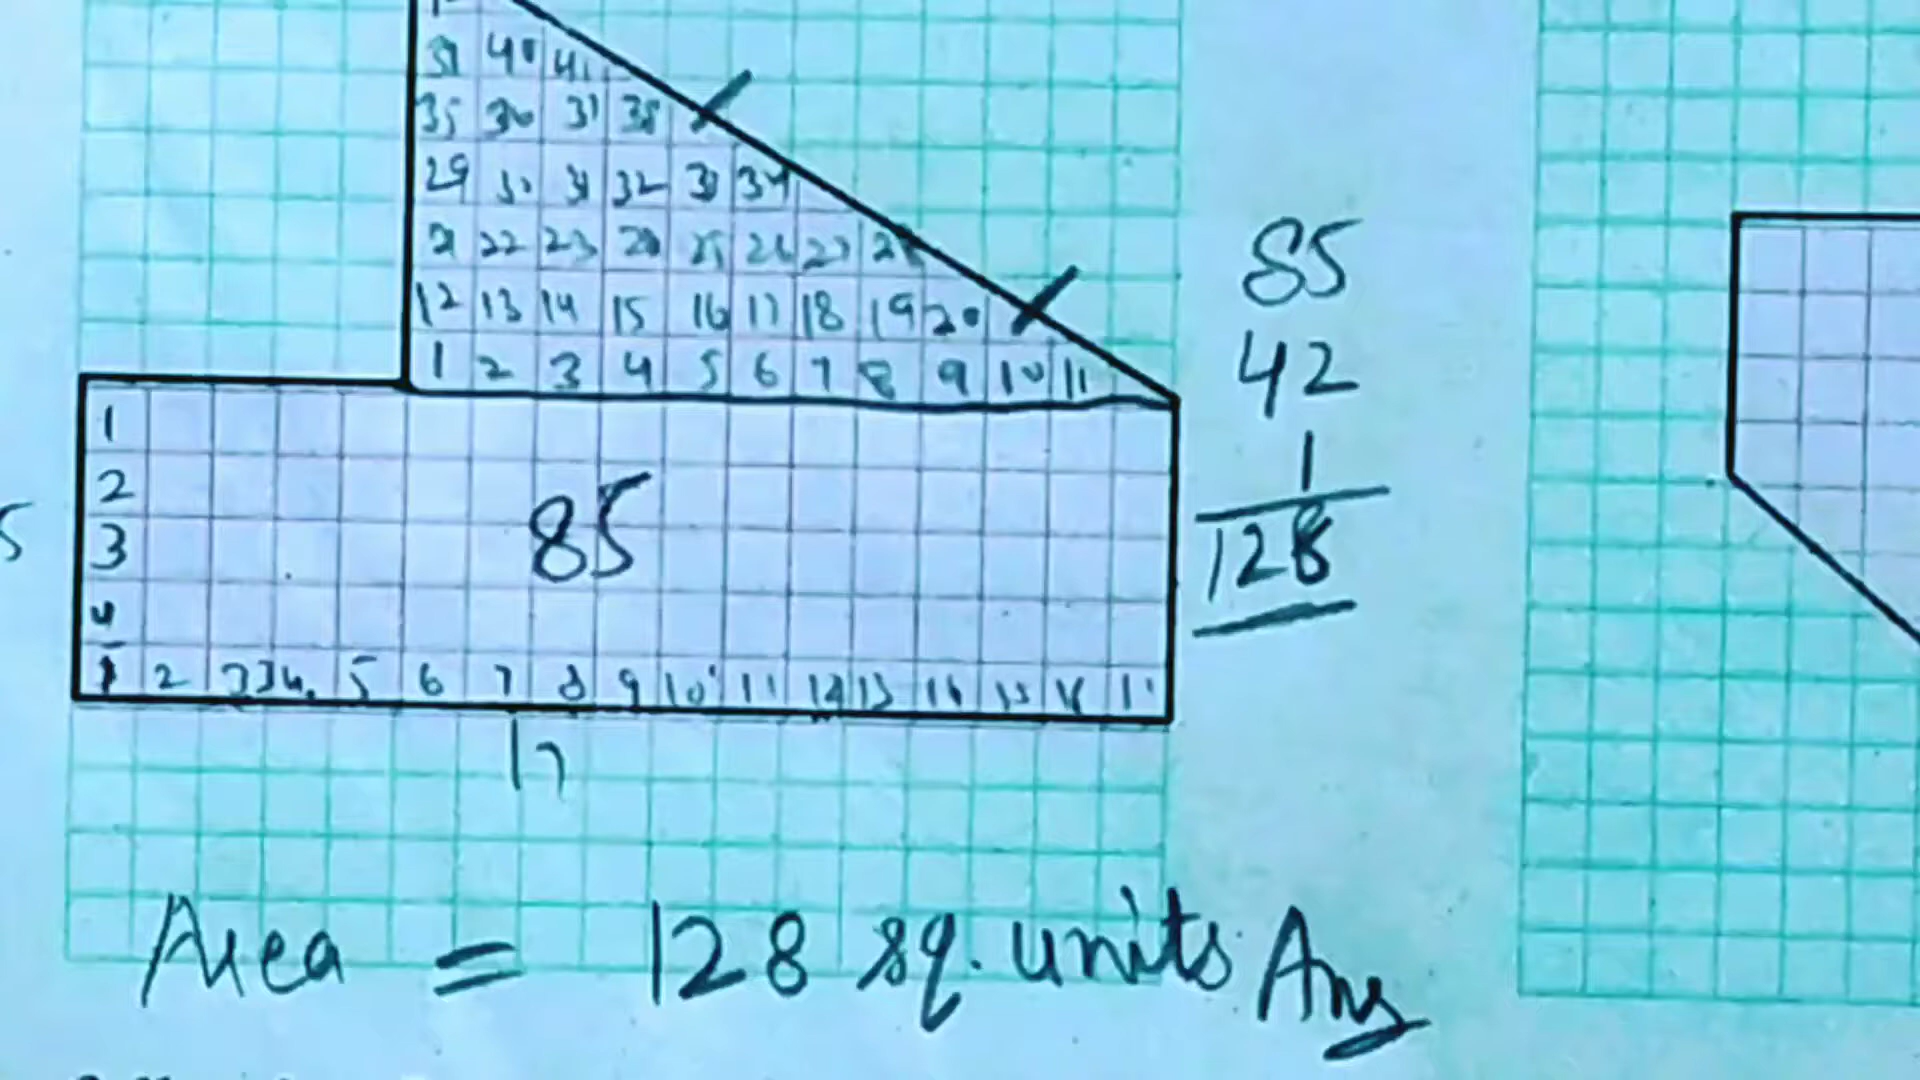 39 40 41
35 36 37 38
29 30 31 32 33 34
21 22 23 24 25 26 27 28
12 13 14 15 16 17 18 19 20
1 2 3 4 5 6 7 8 9 10 11
85
42
1
128
1
2
3
4
85
5
1 2 3 4 5 6 7 8 9 10 11 12 13 14 15 16
17
Area = 128 sq. units Ans